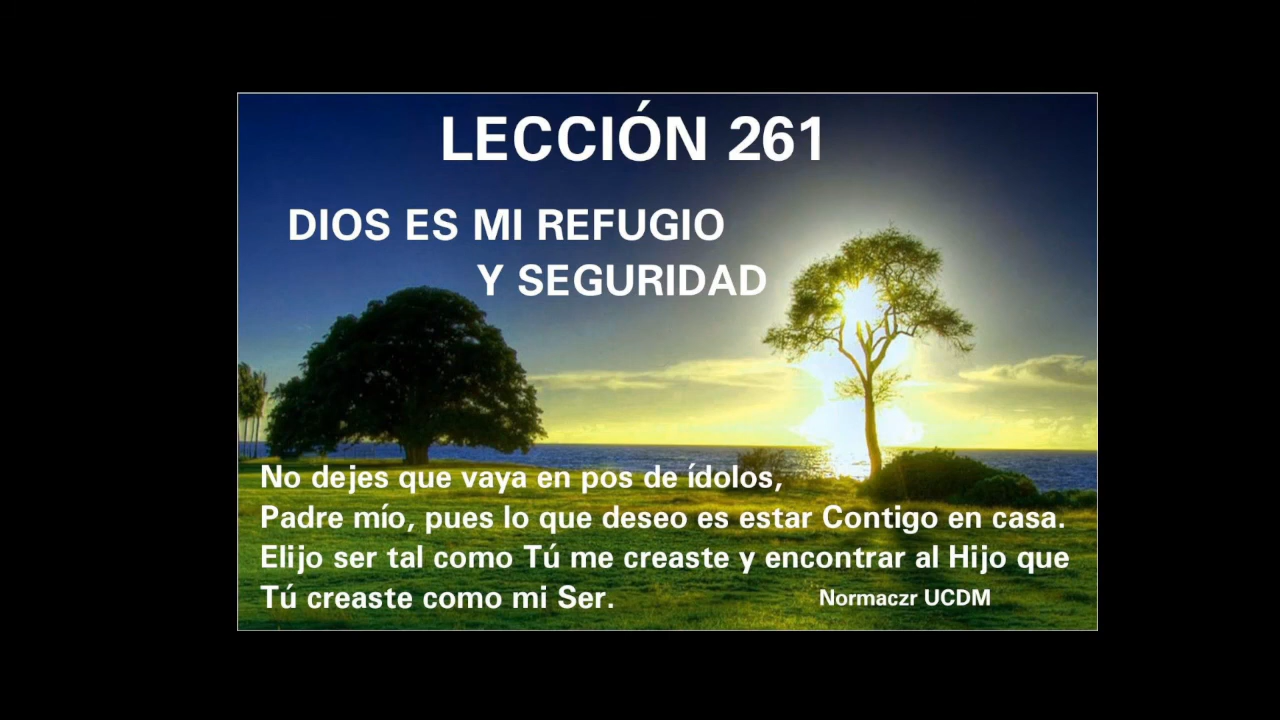 LECCIÓN 261
DIOS ES MI REFUGIO
Y SEGURIDAD
No dejes que vaya en pos de ídolos,
Padre mío, pues lo que deseo es estar Contigo en casa.
Elijo ser tal como Tú me creaste y encontrar al Hijo que
Tú creaste como mi Ser.
Normaczr UCDM